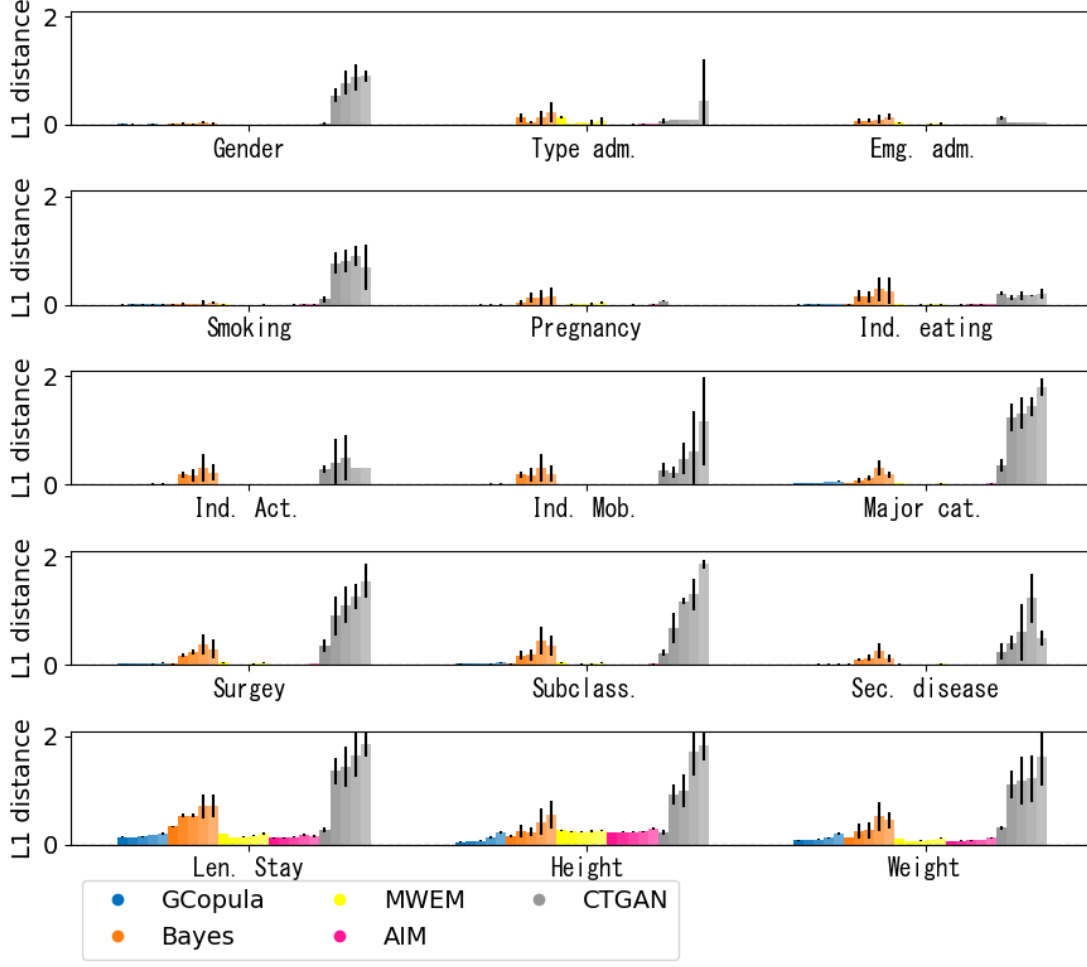 L1 distance
2
0
Gender Type adm. Emg. adm.
L1 distance
2
0
Smoking Pregnancy Ind. eating
L1 distance
2
0
Ind. Act. Ind. Mob. Major cat.
L1 distance
2
0
Surgey Subclass. Sec. disease
L1 distance
2
0
Len. Stay Height Weight
GCopula MWEM CTGAN
Bayes AIM